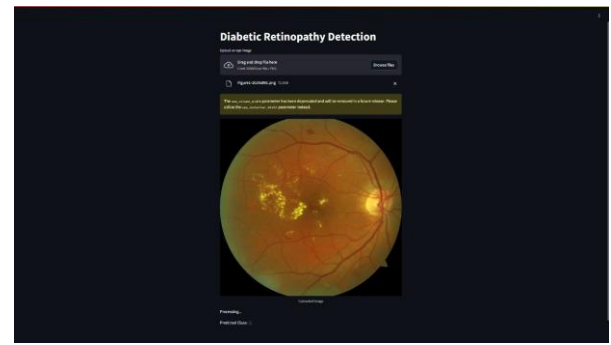 Diabetic Retinopathy Detection
Upload an eye image
Drag and drop file here
Browse files
The use_column_width parameter has been deprecated and will be removed in a future release. Please
utilize the use_container_width parameter instead.
Uploaded Image
Processing...
Predicted Class: